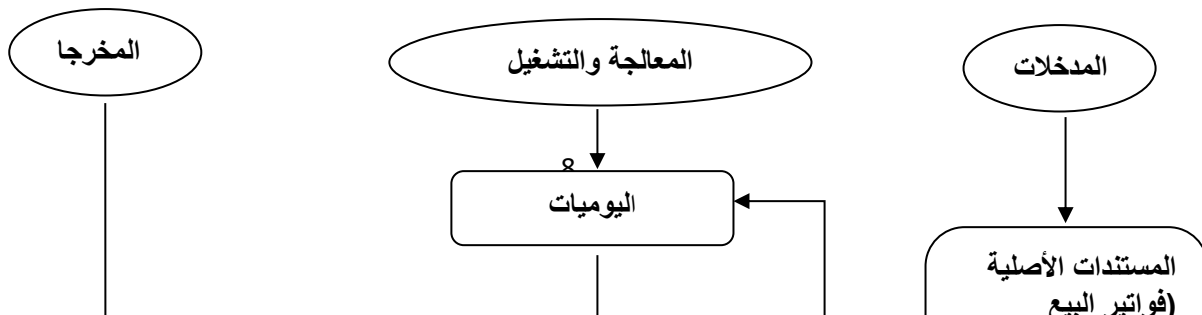 المدخلات
المعالجة والتشغيل
المخرجا
8
اليوميات
المستندات الأصلية
(فواتير البيع